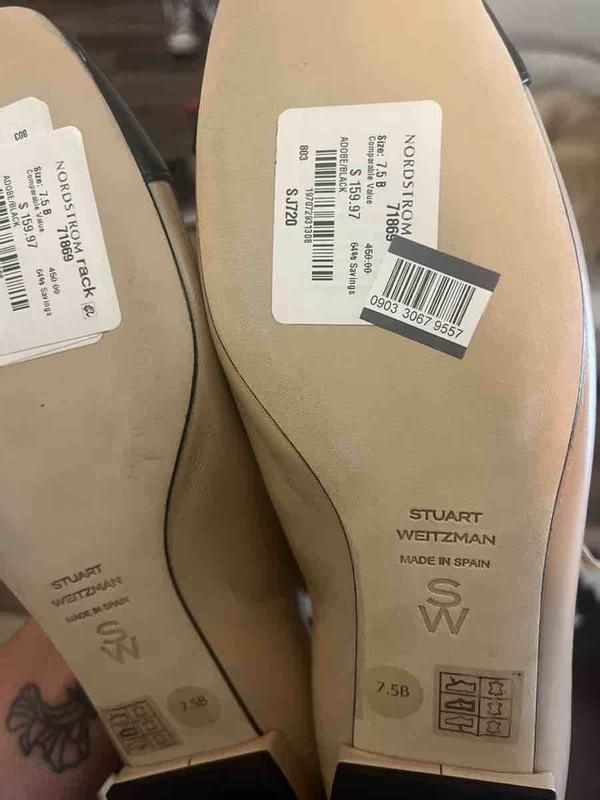 803
NORDSTROM rack
71869
Size: 7.5 B
Comparable Value 450.00
$ 159.97 64% Savings
ADOBE/BLACK
STUART
WEITZMAN
MADE IN SPAIN
SW
7.5B
NORDSTROM
71869
Size: 7.5 B
Comparable Value 450.00
$ 159.97 64% Savings
ADOBE/BLACK
197072931308
803 SJ720
0903 3067 9557
STUART
WEITZMAN
MADE IN SPAIN
SW
7.5B